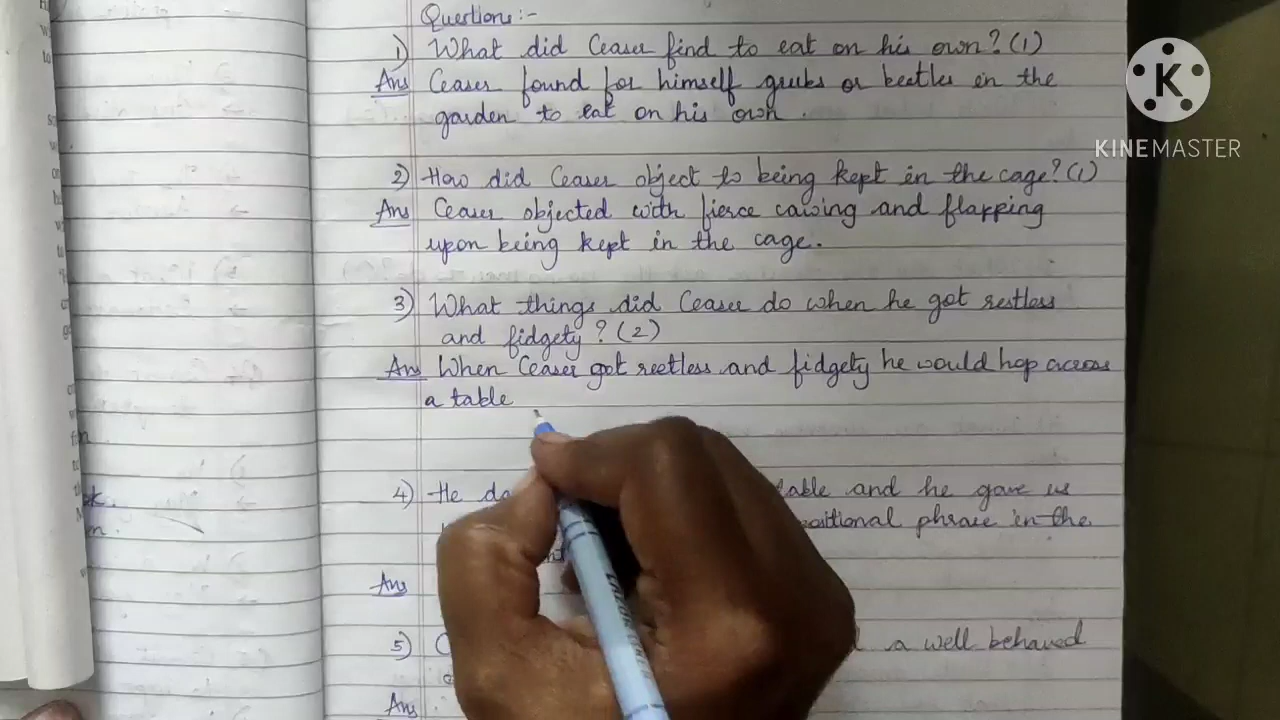 Questions :-
1) What did Ceaser find to eat on his own? (1)
Ans Ceaser found for himself grubs or beetles in the
garden to eat on his own.
2) How did Ceaser object to being kept in the cage? (1)
Ans Ceaser objected with fierce cawing and flapping
upon being kept in the cage.
3) What things did Ceaser do when he got restless
and fidgety? (2)
Ans When Ceaser got restless and fidgety he would hop across
a table
4) He table and he gave us
phrase in the
Ans
5) a well behaved
Ans
K
KINEMASTER